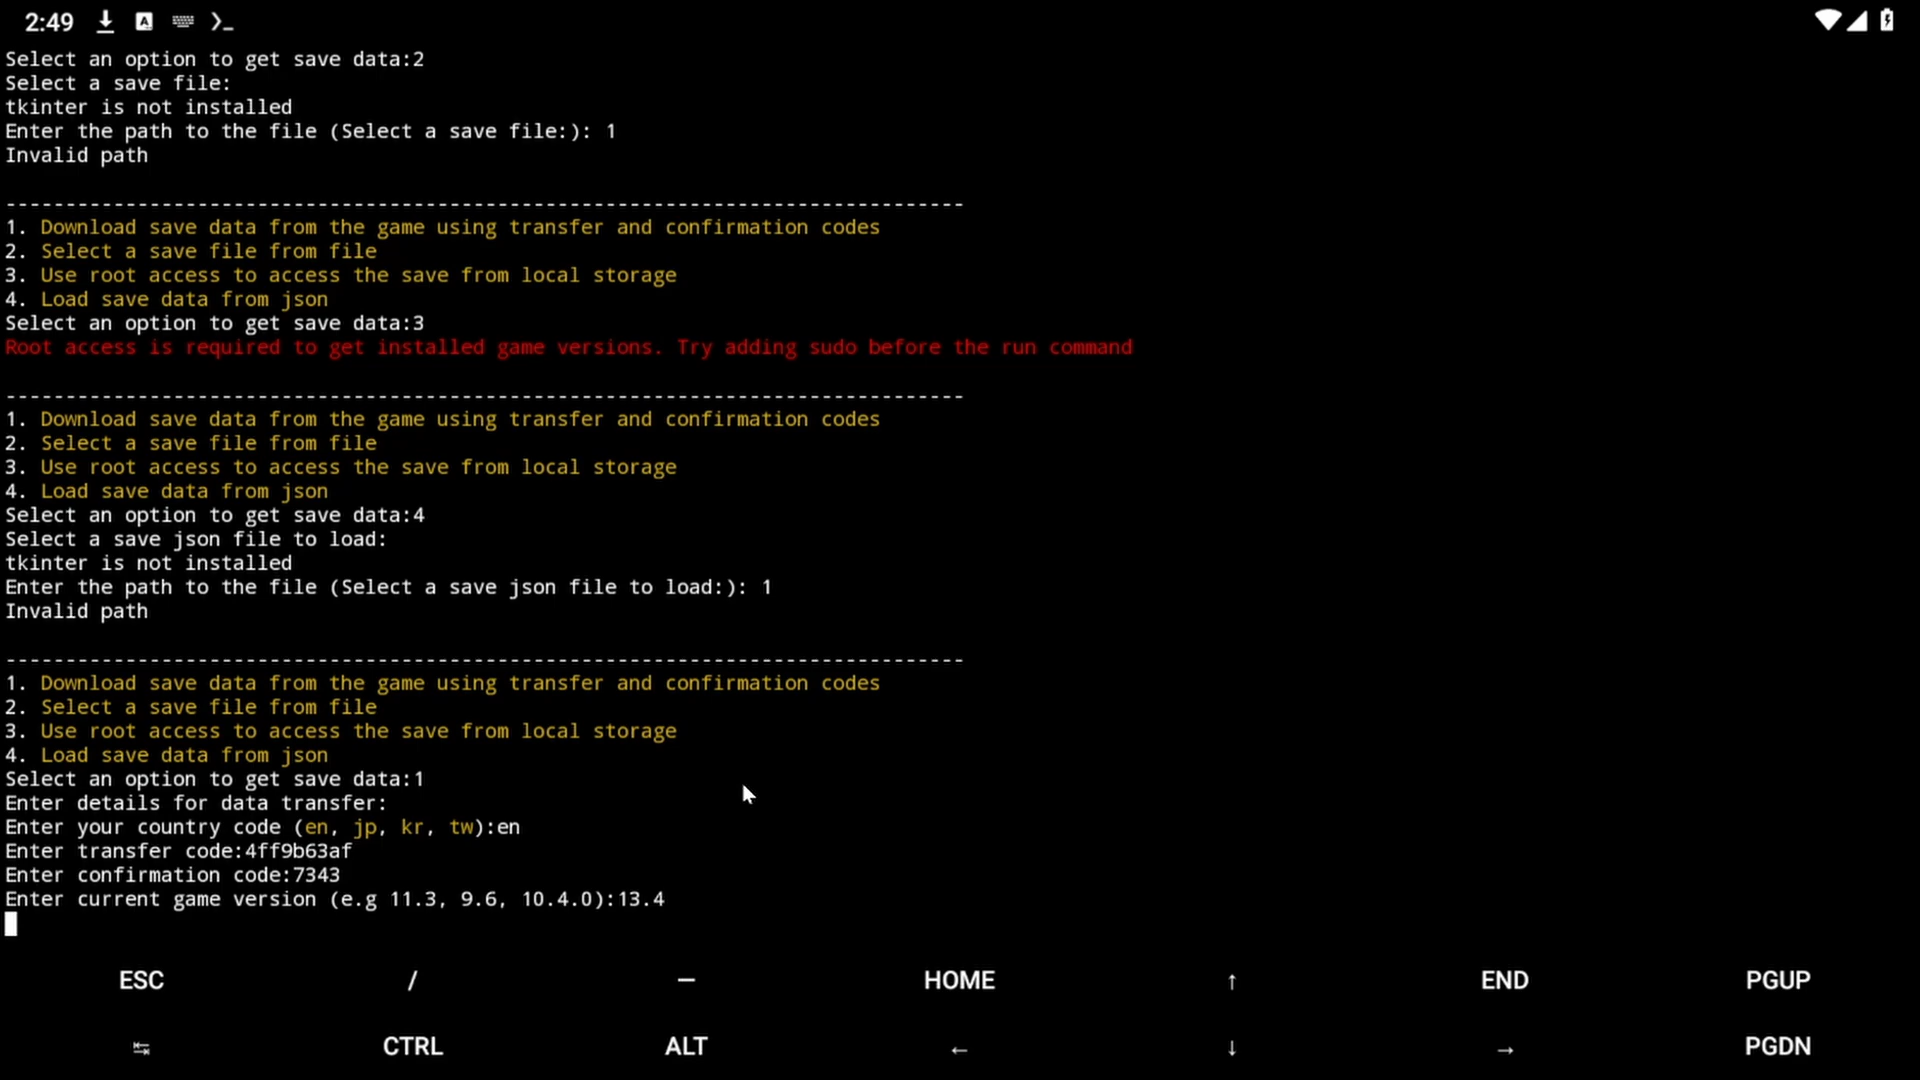 2:49
Select an option to get save data:2
Select a save file:
tkinter is not installed
Enter the path to the file (Select a save file:): 1
Invalid path
--------------------------------------------------------------------------------
1. Download save data from the game using transfer and confirmation codes
2. Select a save file from file
3. Use root access to access the save from local storage
4. Load save data from json
Select an option to get save data:3
Root access is required to get installed game versions. Try adding sudo before the run command
--------------------------------------------------------------------------------
1. Download save data from the game using transfer and confirmation codes
2. Select a save file from file
3. Use root access to access the save from local storage
4. Load save data from json
Select an option to get save data:4
Select a save json file to load:
tkinter is not installed
Enter the path to the file (Select a save json file to load:): 1
Invalid path
--------------------------------------------------------------------------------
1. Download save data from the game using transfer and confirmation codes
2. Select a save file from file
3. Use root access to access the save from local storage
4. Load save data from json
Select an option to get save data:1
Enter details for data transfer:
Enter your country code (en, jp, kr, tw):en
Enter transfer code:4ff9b63af
Enter confirmation code:7343
Enter current game version (e.g 11.3, 9.6, 10.4.0):13.4
ESC / — HOME ↑ END PGUP
↹ CTRL ALT ← ↓ → PGDN